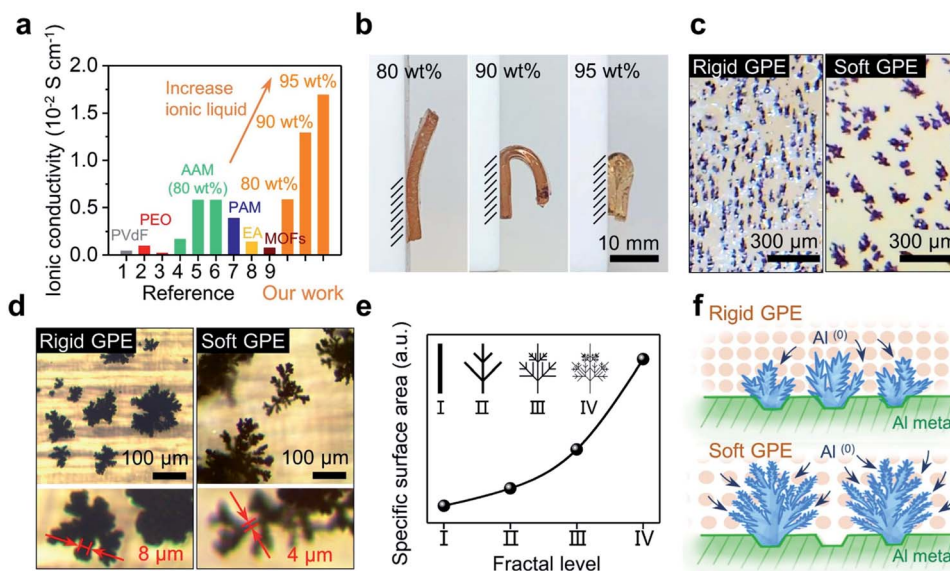 a
Ionic conductivity (10⁻² S cm⁻¹)
2.0
1.5
1.0
0.5
0.0
Increase
ionic liquid
95 wt%
90 wt%
80 wt%
AAM
(80 wt%)
PVdF
PEO
PAM
EA
MOFs
1 2 3 4 5 6 7 8 9
Reference
Our work
b
80 wt%
90 wt%
95 wt%
10 mm
c
Rigid GPE
Soft GPE
300 µm
300 µm
d
Rigid GPE
Soft GPE
100 µm
100 µm
8 µm
4 µm
e
Specific surface area (a.u.)
I
II
III
IV
I
II
III
IV
Fractal level
f
Rigid GPE
Al (0)
Al meta
Soft GPE
Al (0)
Al meta